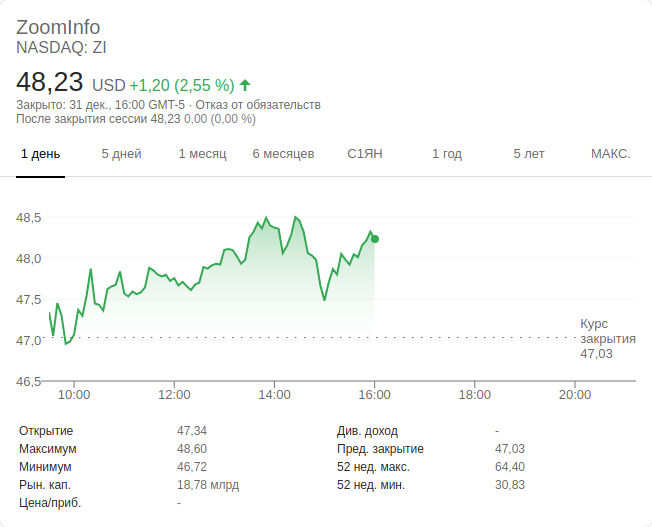 ZoomInfo
NASDAQ: ZI
48,23 USD +1,20 (2,55 %)
Закрыто: 31 дек., 16:00 GMT-5 · Отказ от обязательств
После закрытия сессии 48,23 0,00 (0,00 %)
1 день 5 дней 1 месяц 6 месяцев С1ЯН 1 год 5 лет МАКС.
48,5
48,0
47,5
47,0
46,5
Курс
закрытия
47,03
10:00 12:00 14:00 16:00 18:00 20:00
Открытие 47,34
Максимум 48,60
Минимум 46,72
Рын. кап. 18,78 млрд
Цена/приб. -
Див. доход -
Пред. закрытие 47,03
52 нед. макс. 64,40
52 нед. мин. 30,83